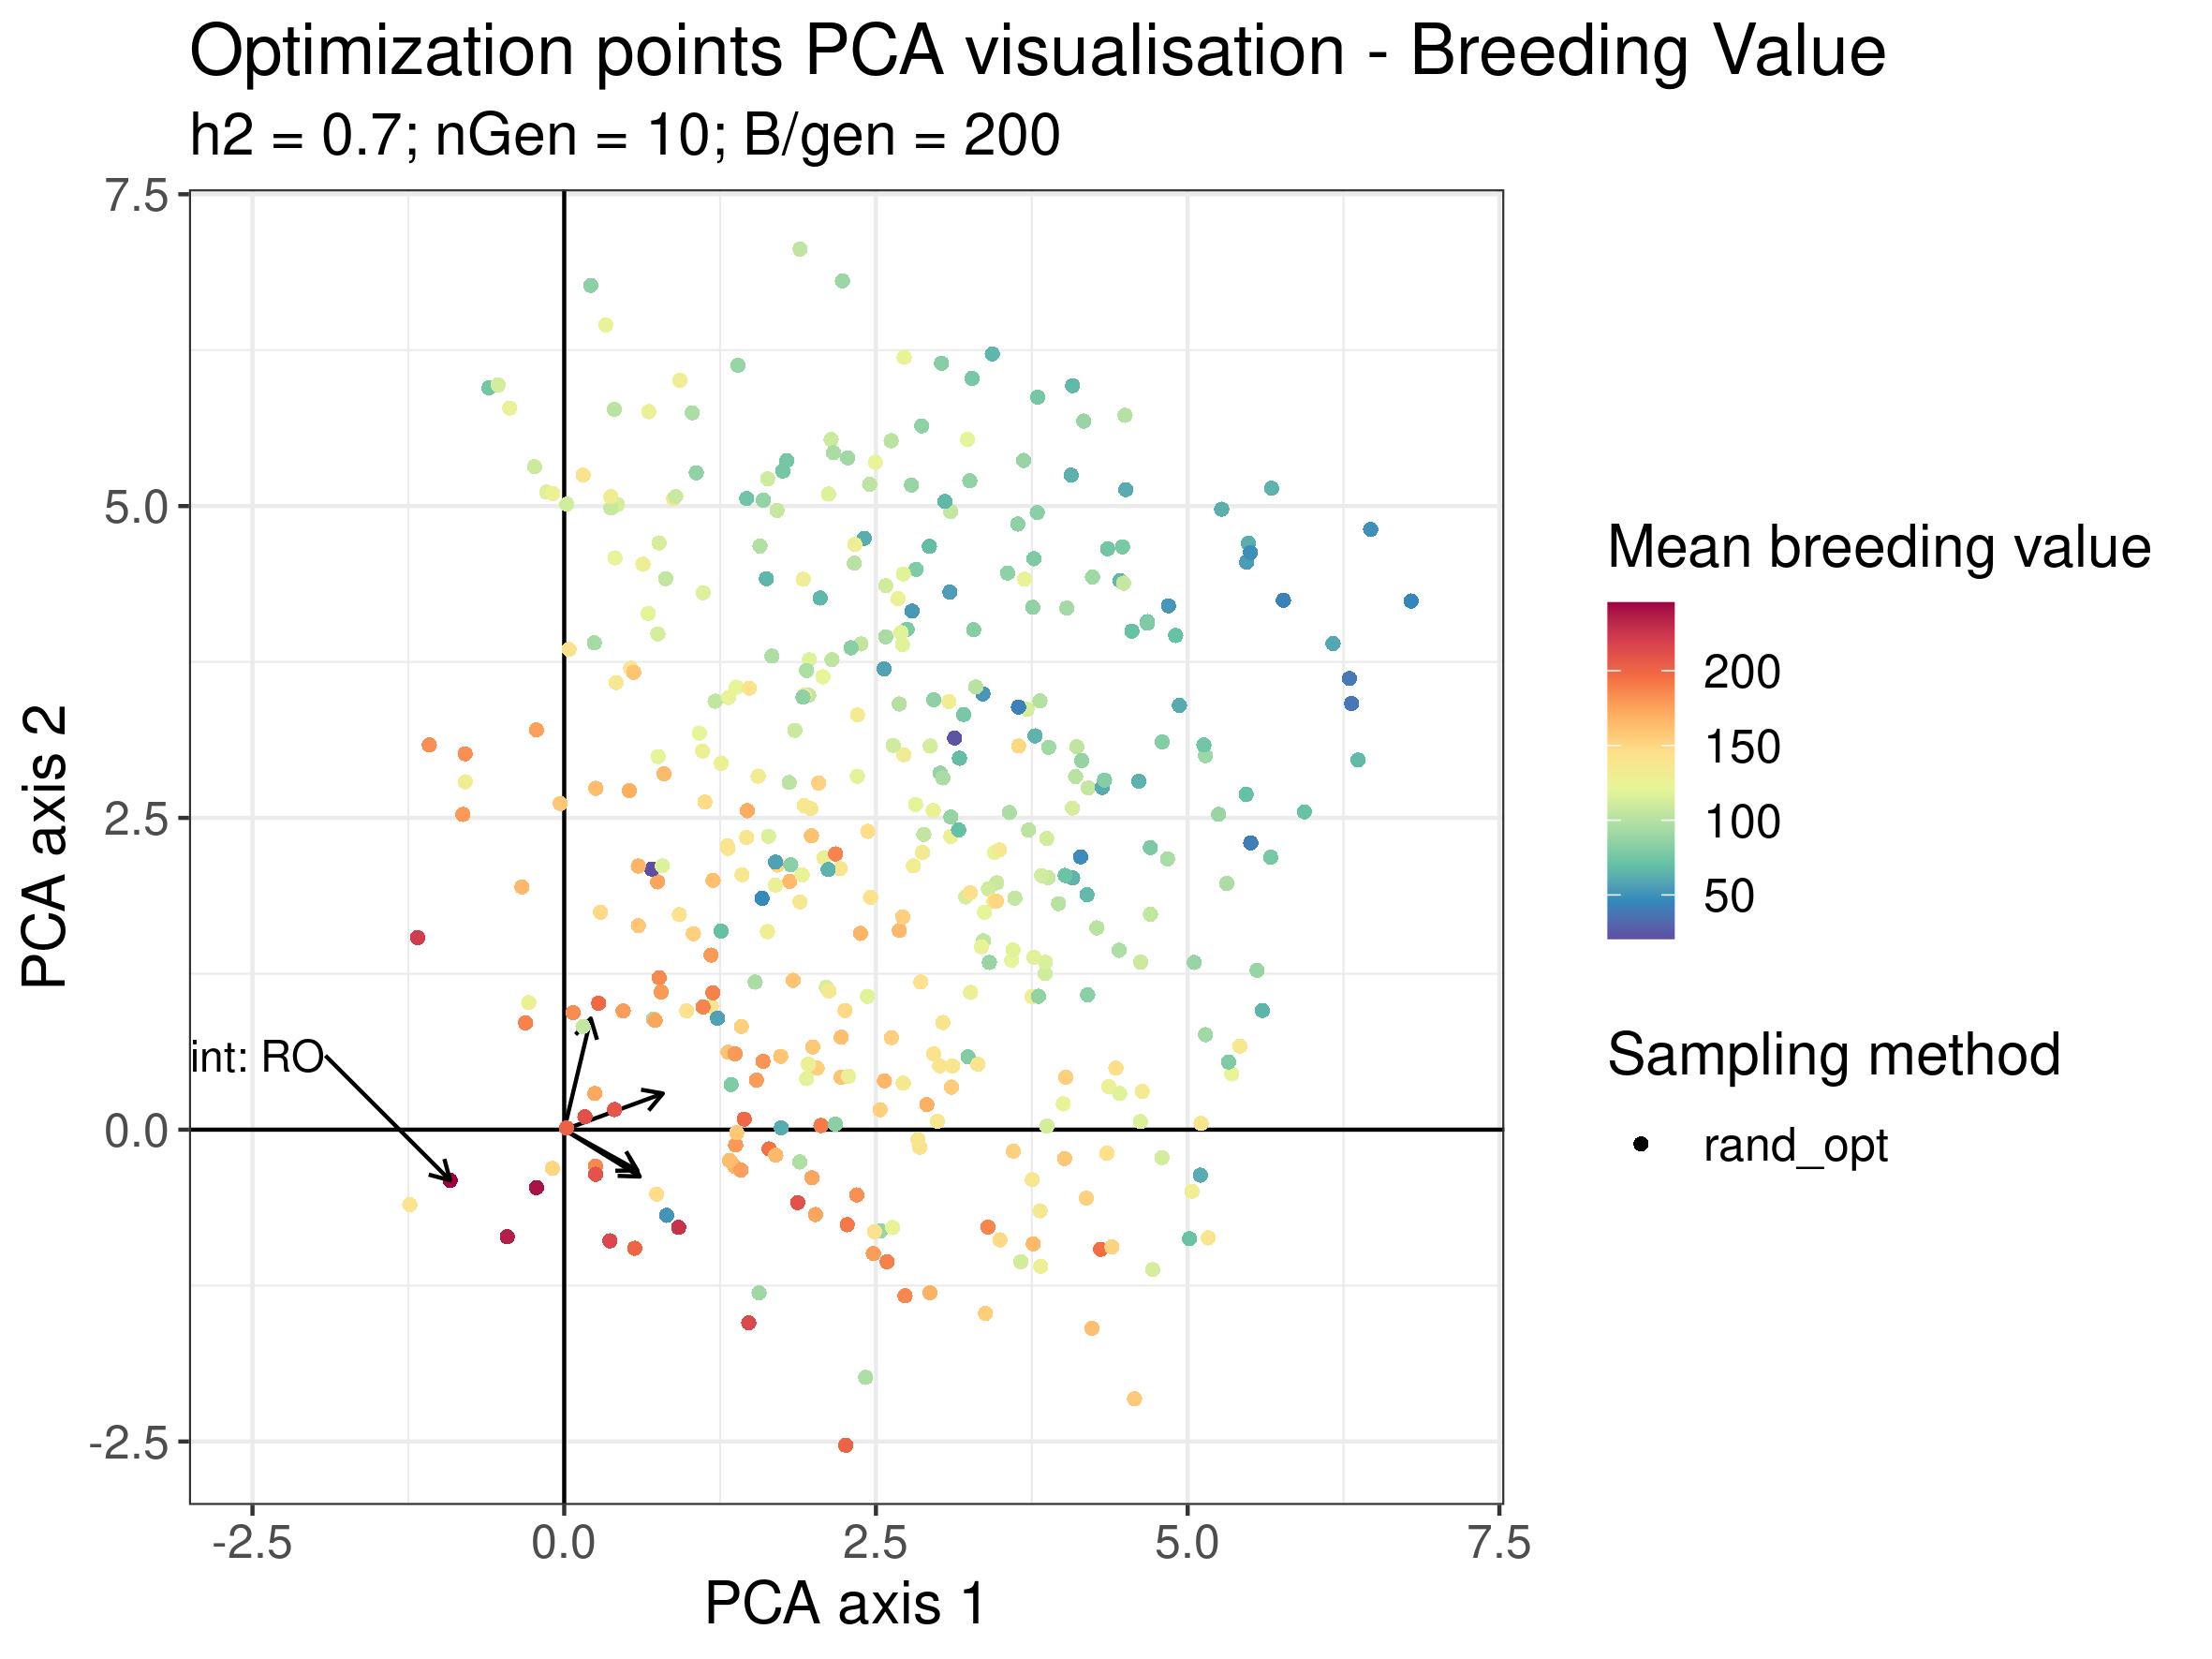 Optimization points PCA visualisation - Breeding Value
h2 = 0.7; nGen = 10; B/gen = 200
7.5
5.0
2.5
0.0
-2.5
PCA axis 2
int: RO
-2.5
0.0
2.5
5.0
7.5
PCA axis 1
Mean breeding value
200
150
100
50
Sampling method
rand_opt